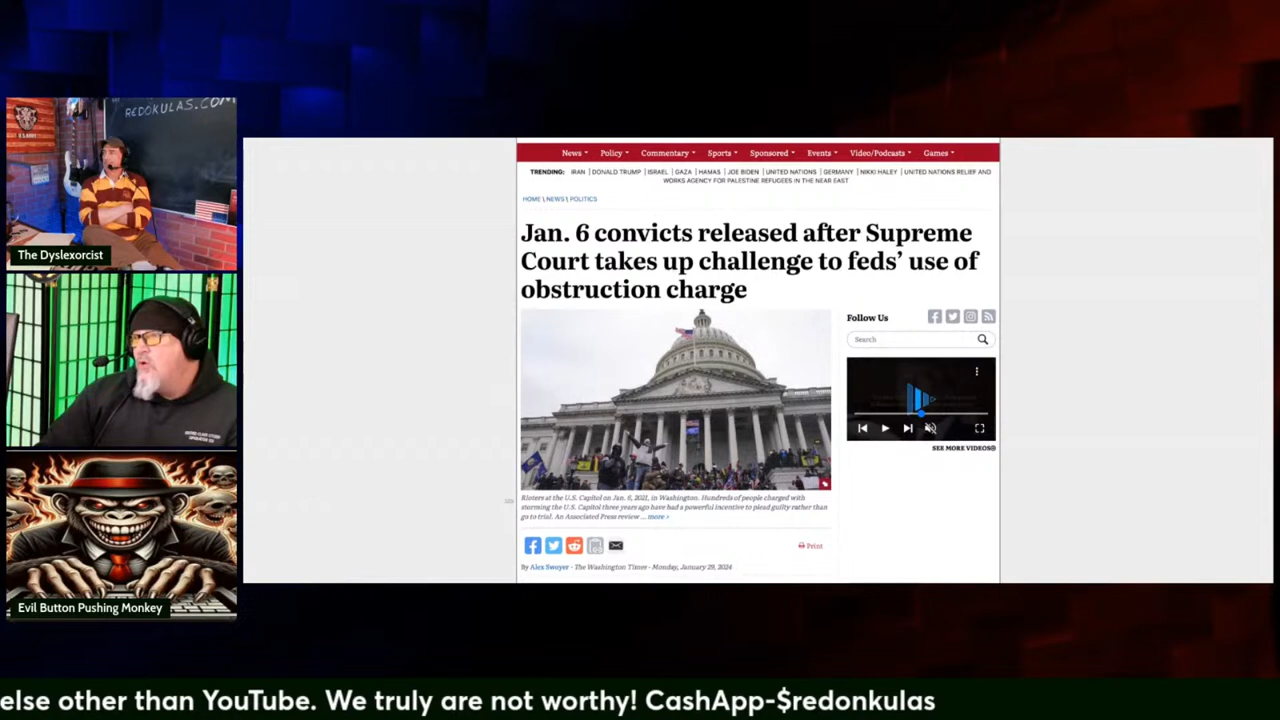 REDOKULAS.COM
The Dyslexorcist
Evil Button Pushing Monkey
News
Policy
Commentary
Sports
Sponsored
Events
Video/Podcasts
Games
TRENDING: IRAN | DONALD TRUMP | ISRAEL | GAZA | HAMAS | JOE BIDEN | UNITED NATIONS | GERMANY | NIKKI HALEY | UNITED NATIONS RELIEF AND
WORKS AGENCY FOR PALESTINE REFUGEES IN THE NEAR EAST
HOME \ NEWS \ POLITICS
Jan. 6 convicts released after Supreme
Court takes up challenge to feds’ use of
obstruction charge
Follow Us
Search
SEE MORE VIDEOS
Rioters at the U.S. Capitol on Jan. 6, 2021, in Washington. Hundreds of people charged with
storming the U.S. Capitol three years ago have had a powerful incentive to plead guilty rather than
go to trial. An Associated Press review ... more >
Print
By Alex Swoyer - The Washington Times - Monday, January 29, 2024
else other than YouTube. We truly are not worthy! CashApp-$redonkulas